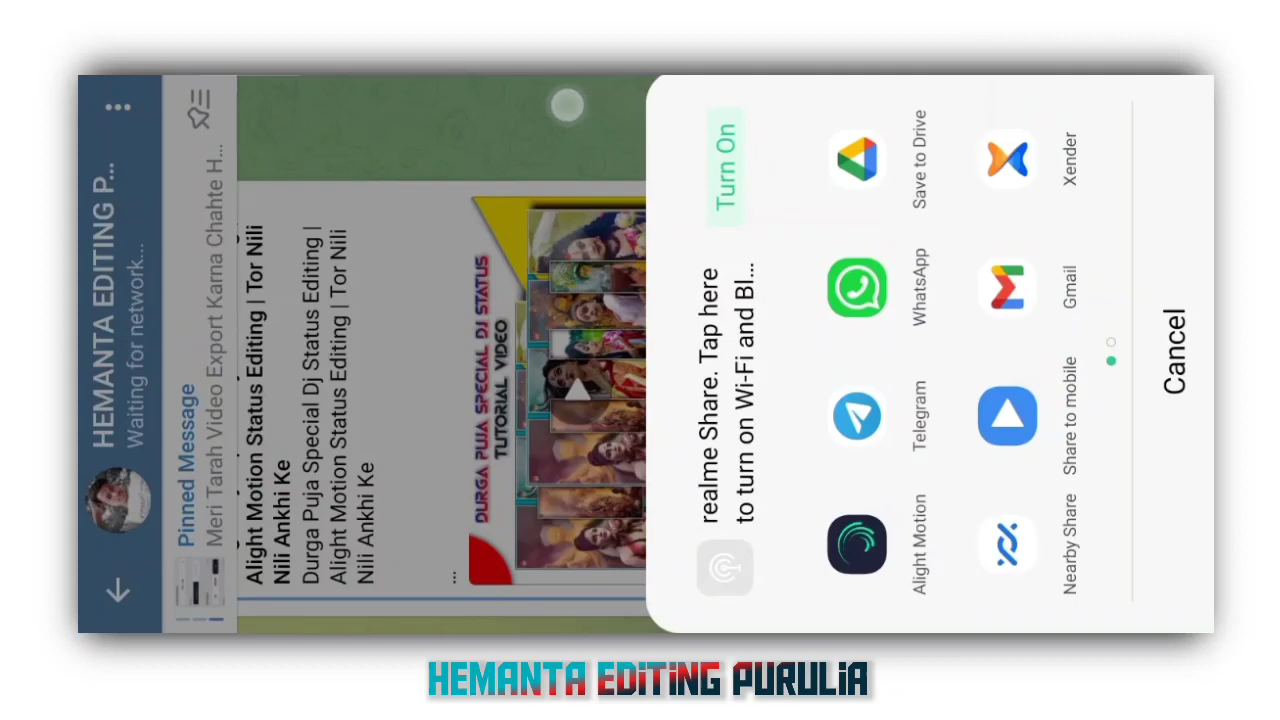 HEMANTA EDITING P...
Waiting for network...
Pinned Message
Meri Tarah Video Export Karna Chahte H...
Alight Motion Status Editing | Tor Nili
Nili Ankhi Ke
Durga Puja Special Dj Status Editing |
Alight Motion Status Editing | Tor Nili
Nili Ankhi Ke
...
DURGA PUJA SPECIAL DJ STATUS
TUTORIAL VIDEO
realme Share. Tap here
to turn on Wi-Fi and Bl...
Turn On
Alight Motion
Telegram
WhatsApp
Save to Drive
Nearby Share
Share to mobile
Gmail
Xender
Cancel
HEMANTA EDITING PURULIA